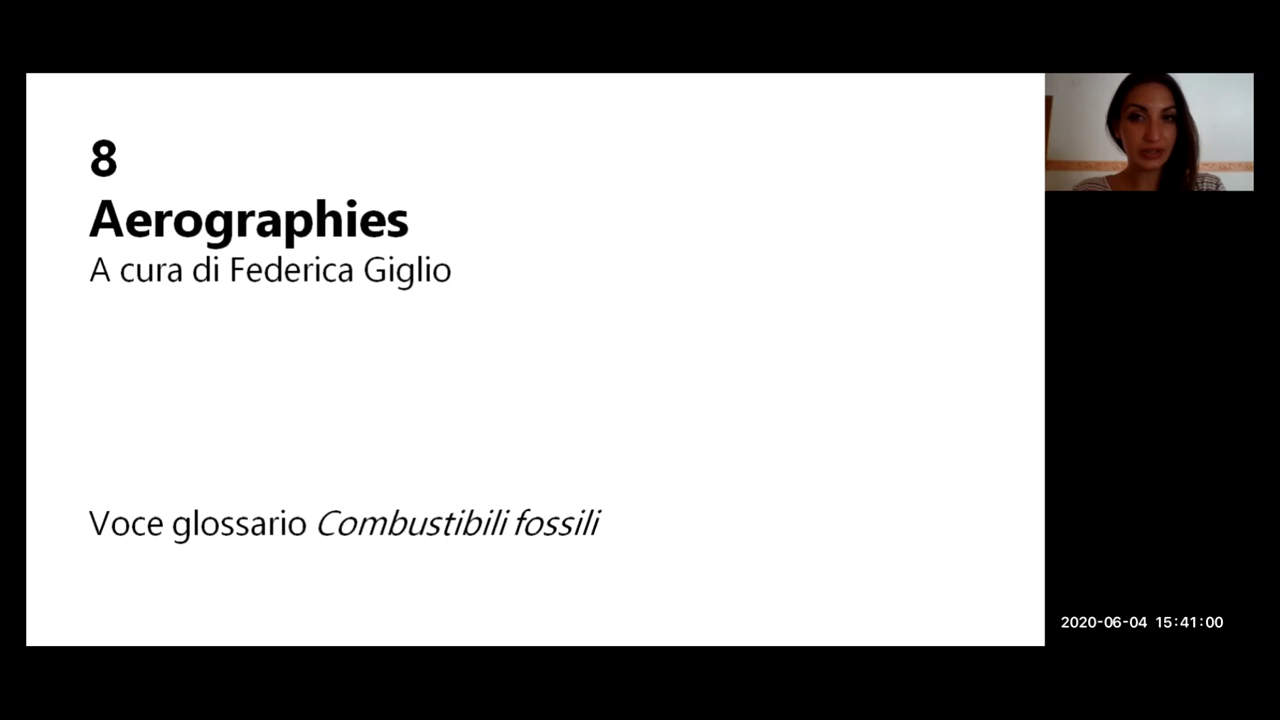 8
Aerographies
A cura di Federica Giglio
Voce glossario Combustibili fossili
2020-06-04 15:41:00